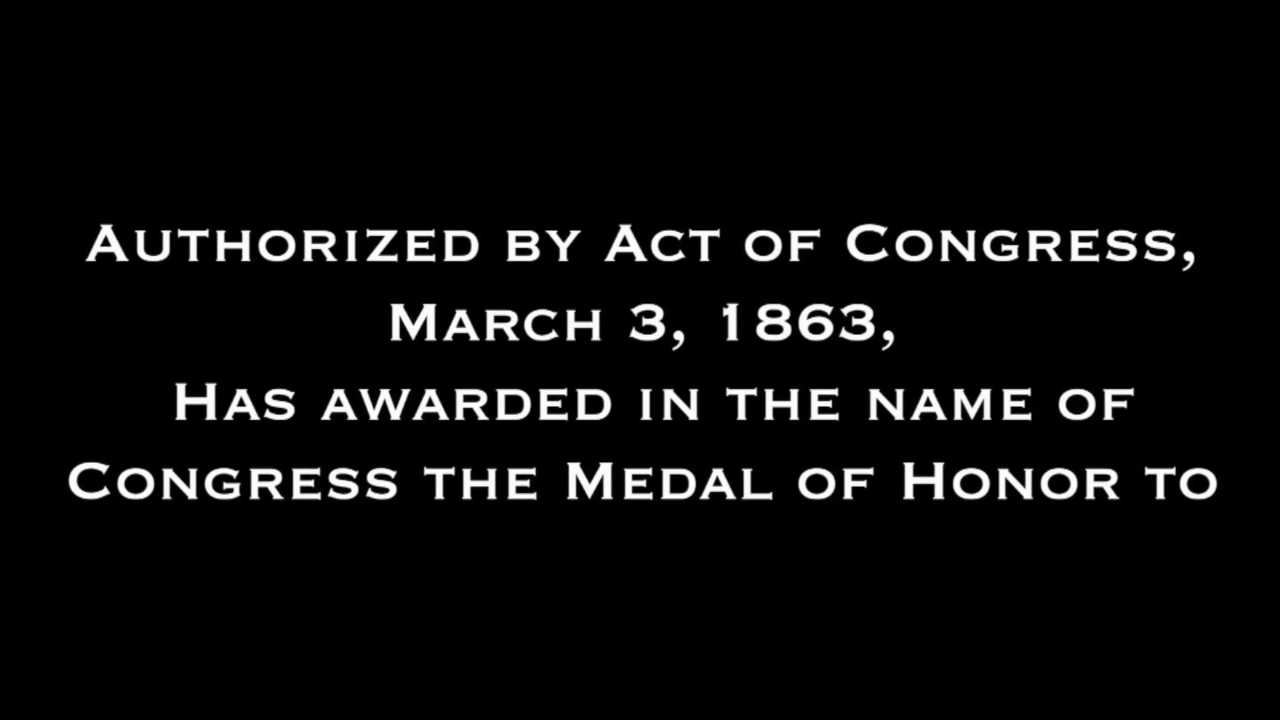 Authorized by Act of Congress,
March 3, 1863,
Has awarded in the name of
Congress the Medal of Honor to